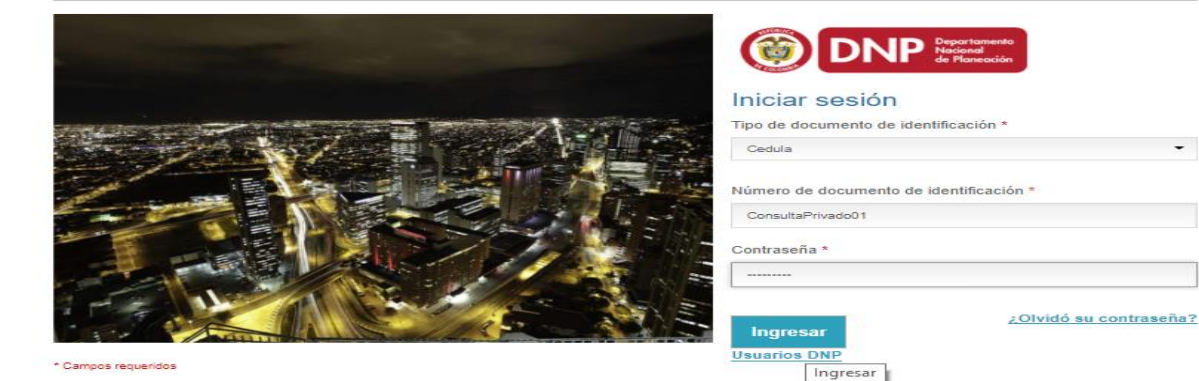 DNP
Departamento
Nacional
de Planeación
Iniciar sesión
Tipo de documento de identificación *
Cedula
Número de documento de identificación *
ConsultaPrivado01
Contraseña *
---------
Ingresar
¿Olvidó su contraseña?
Usuarios DNP
Ingresar
* Campos requeridos